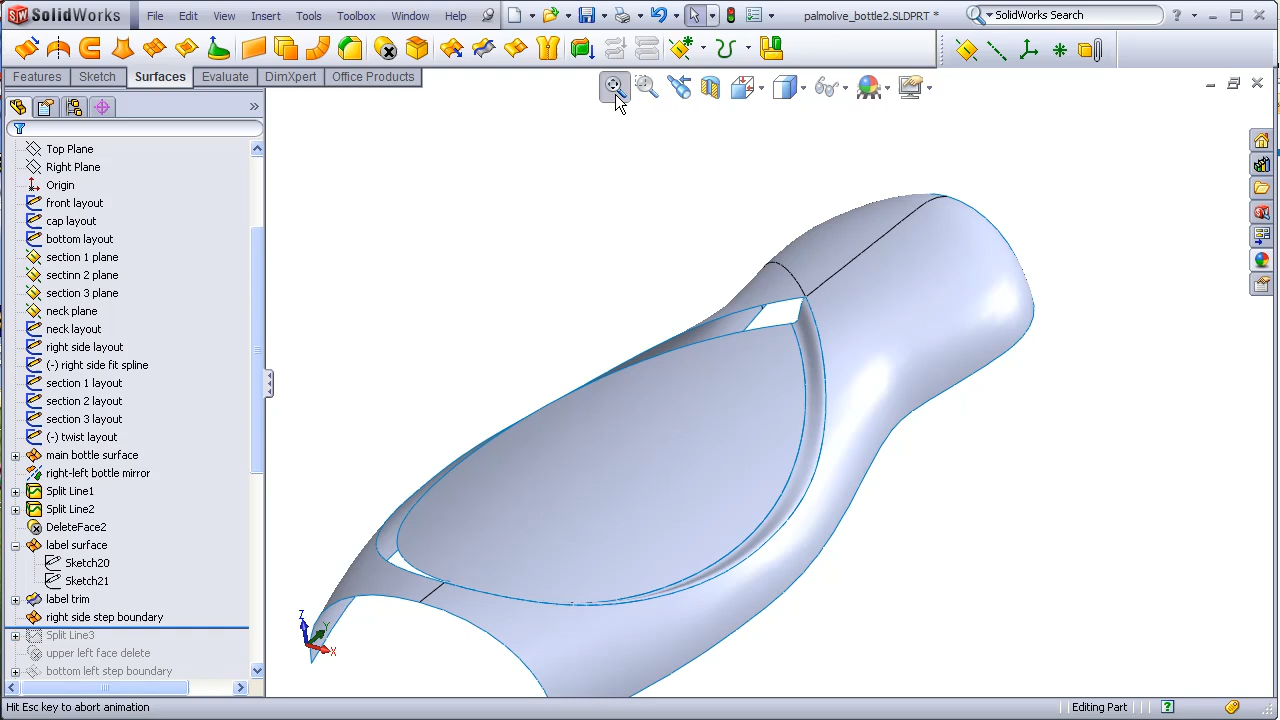 SolidWorks File Edit View Insert Tools Toolbox Window Help palmolive_bottle2.SLDPRT * SolidWorks Search ?
Features Sketch Surfaces Evaluate DimXpert Office Products
Top Plane
Right Plane
Origin
front layout
cap layout
bottom layout
section 1 plane
section 2 plane
section 3 plane
neck plane
neck layout
right side layout
(-) right side fit spline
section 1 layout
section 2 layout
section 3 layout
(-) twist layout
main bottle surface
right-left bottle mirror
Split Line1
Split Line2
DeleteFace2
label surface
Sketch20
Sketch21
label trim
right side step boundary
Split Line3
upper left face delete
bottom left step boundary
Z
Y
X
Hit Esc key to abort animation Editing Part ?